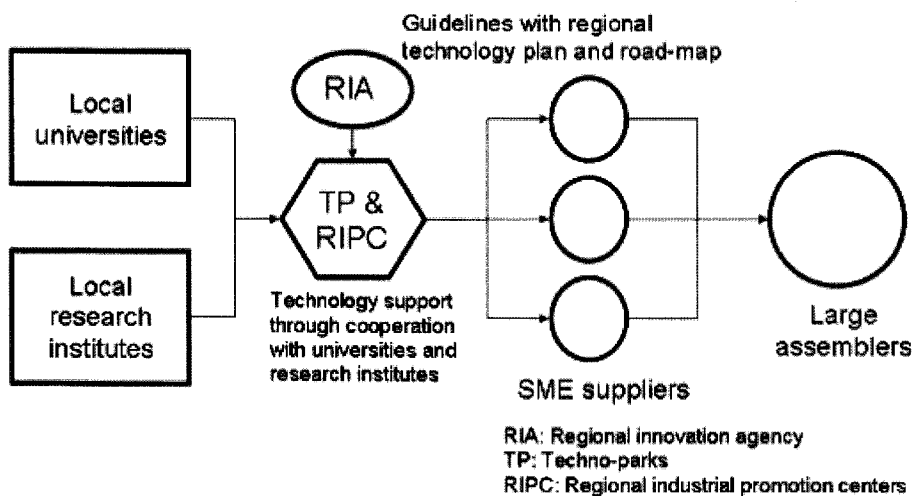 Guidelines with regional
technology plan and road-map
Local
universities
RIA
TP &
RIPC
Local
research
institutes
Technology support
through cooperation
with universities and
research institutes
SME suppliers
Large
assemblers
RIA: Regional innovation agency
TP: Techno-parks
RIPC: Regional industrial promotion centers